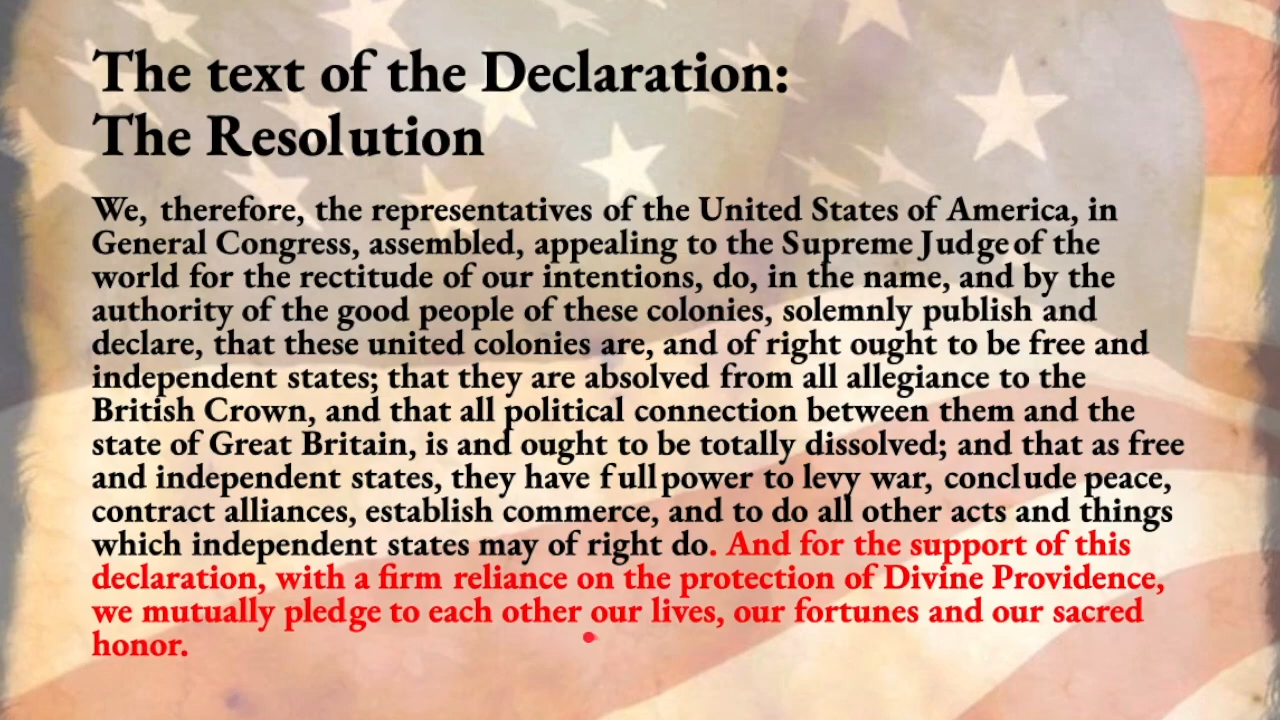 The text of the Declaration:
The Resolution
We, therefore, the representatives of the United States of America, in
General Congress, assembled, appealing to the Supreme Judge of the
world for the rectitude of our intentions, do, in the name, and by the
authority of the good people of these colonies, solemnly publish and
declare, that these united colonies are, and of right ought to be free and
independent states; that they are absolved from all allegiance to the
British Crown, and that all political connection between them and the
state of Great Britain, is and ought to be totally dissolved; and that as free
and independent states, they have full power to levy war, conclude peace,
contract alliances, establish commerce, and to do all other acts and things
which independent states may of right do. And for the support of this
declaration, with a firm reliance on the protection of Divine Providence,
we mutually pledge to each other our lives, our fortunes and our sacred
honor.